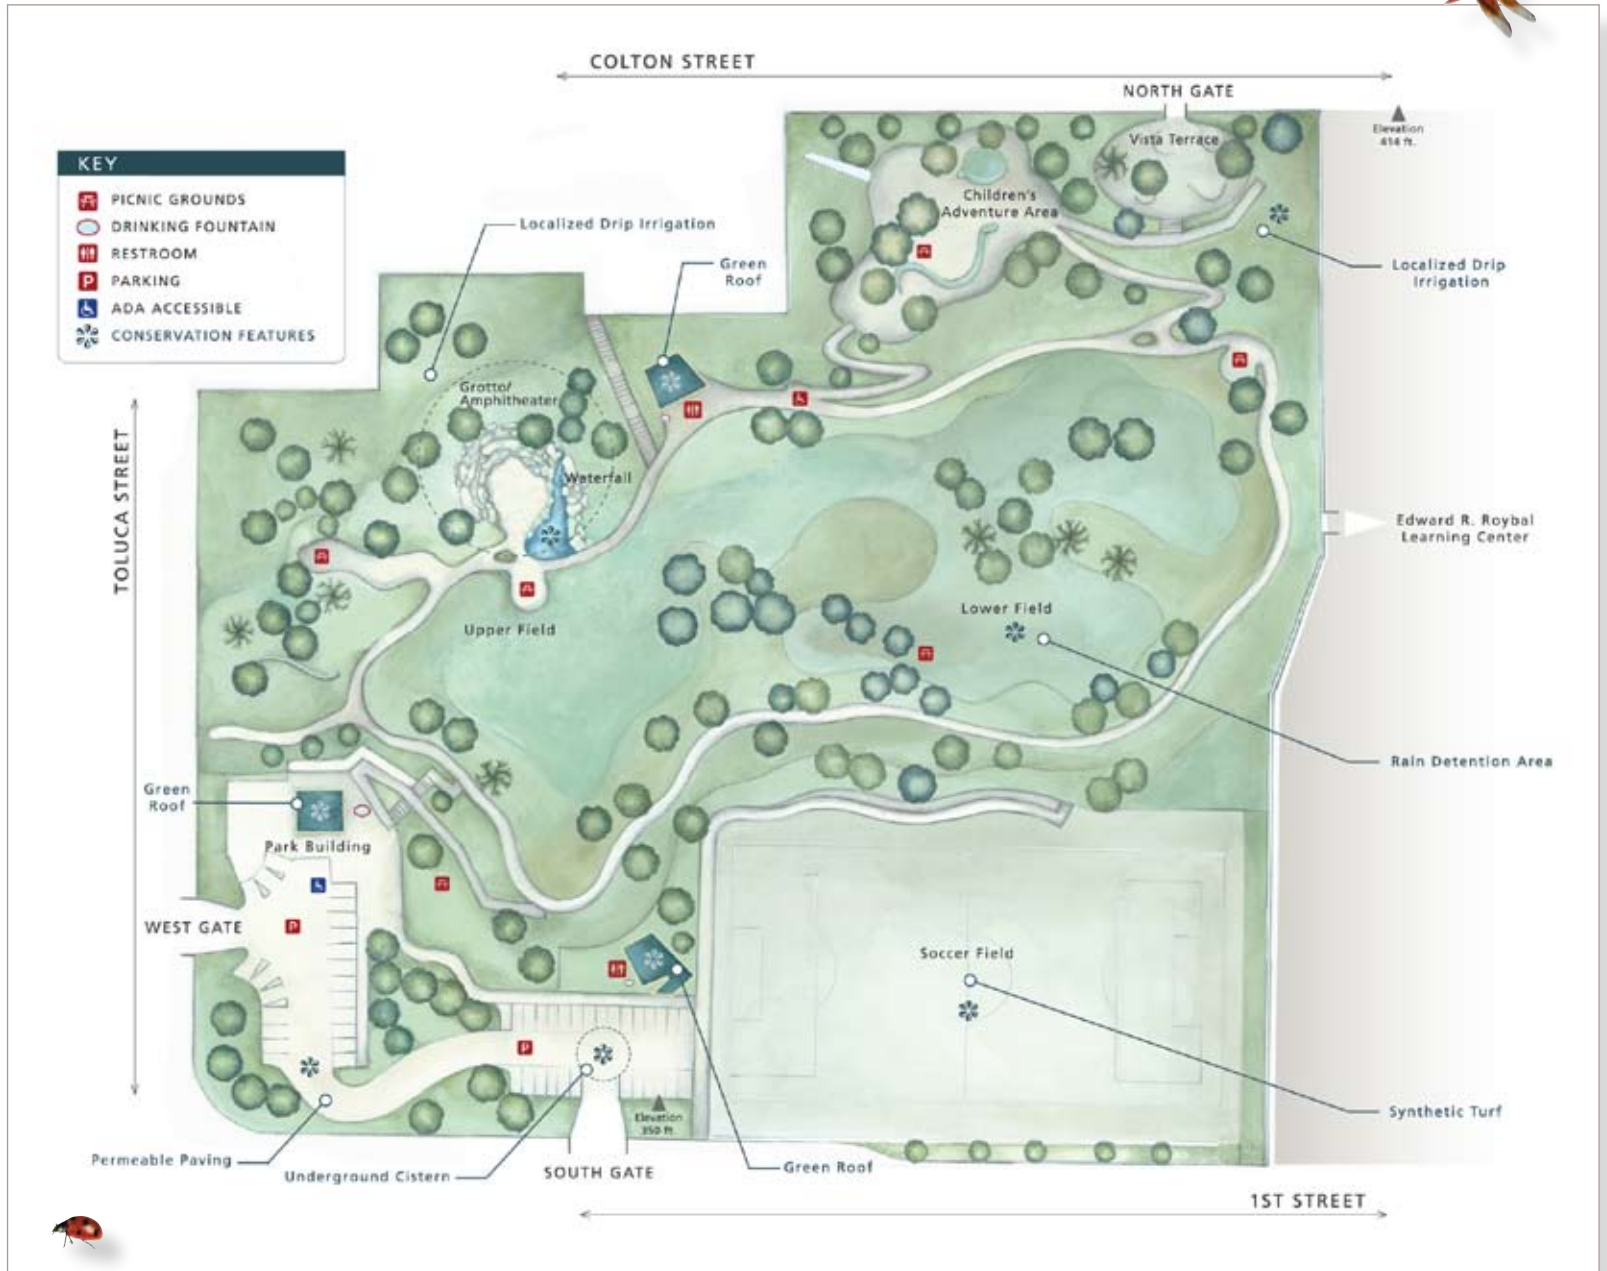 COLTON STREET
NORTH GATE
Vista Terrace
Elevation
414 ft.
KEY
PICNIC GROUNDS
DRINKING FOUNTAIN
RESTROOM
P PARKING
ADA ACCESSIBLE
CONSERVATION FEATURES
Localized Drip Irrigation
Green
Roof
Children's
Adventure Area
Localized Drip
Irrigation
Grotto/
Amphitheater
Waterfall
TOLUCA STREET
Edward R. Roybal
Learning Center
Upper Field
Lower Field
Rain Detention Area
Green
Roof
Park Building
WEST GATE
P
Soccer Field
P
Elevation
350 ft.
Synthetic Turf
Permeable Paving
Underground Cistern
SOUTH GATE
Green Roof
1ST STREET